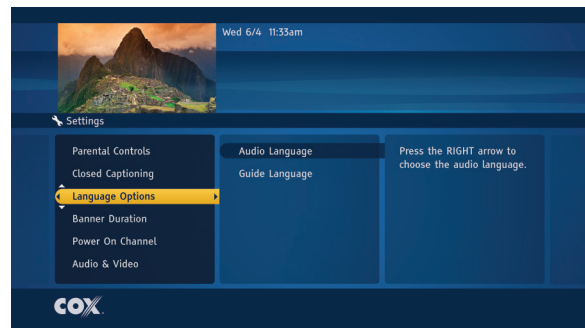 Wed 6/4 11:33am
Settings
Parental Controls
Closed Captioning
Language Options
Banner Duration
Power On Channel
Audio & Video
Audio Language
Guide Language
Press the RIGHT arrow to
choose the audio language.
COX